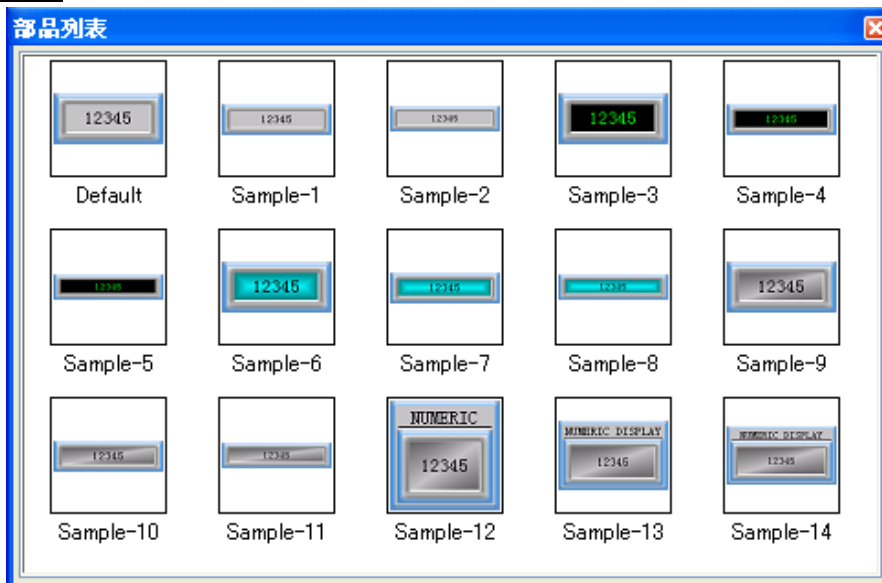 部品列表
12345 12345 12345 12345 12345
Default Sample-1 Sample-2 Sample-3 Sample-4
12345 12345 12345 12345 12345
Sample-5 Sample-6 Sample-7 Sample-8 Sample-9
NUMERIC NUMERIC DISPLAY NUMERIC DISPLAY
12345 12345 12345 12345 12345
Sample-10 Sample-11 Sample-12 Sample-13 Sample-14